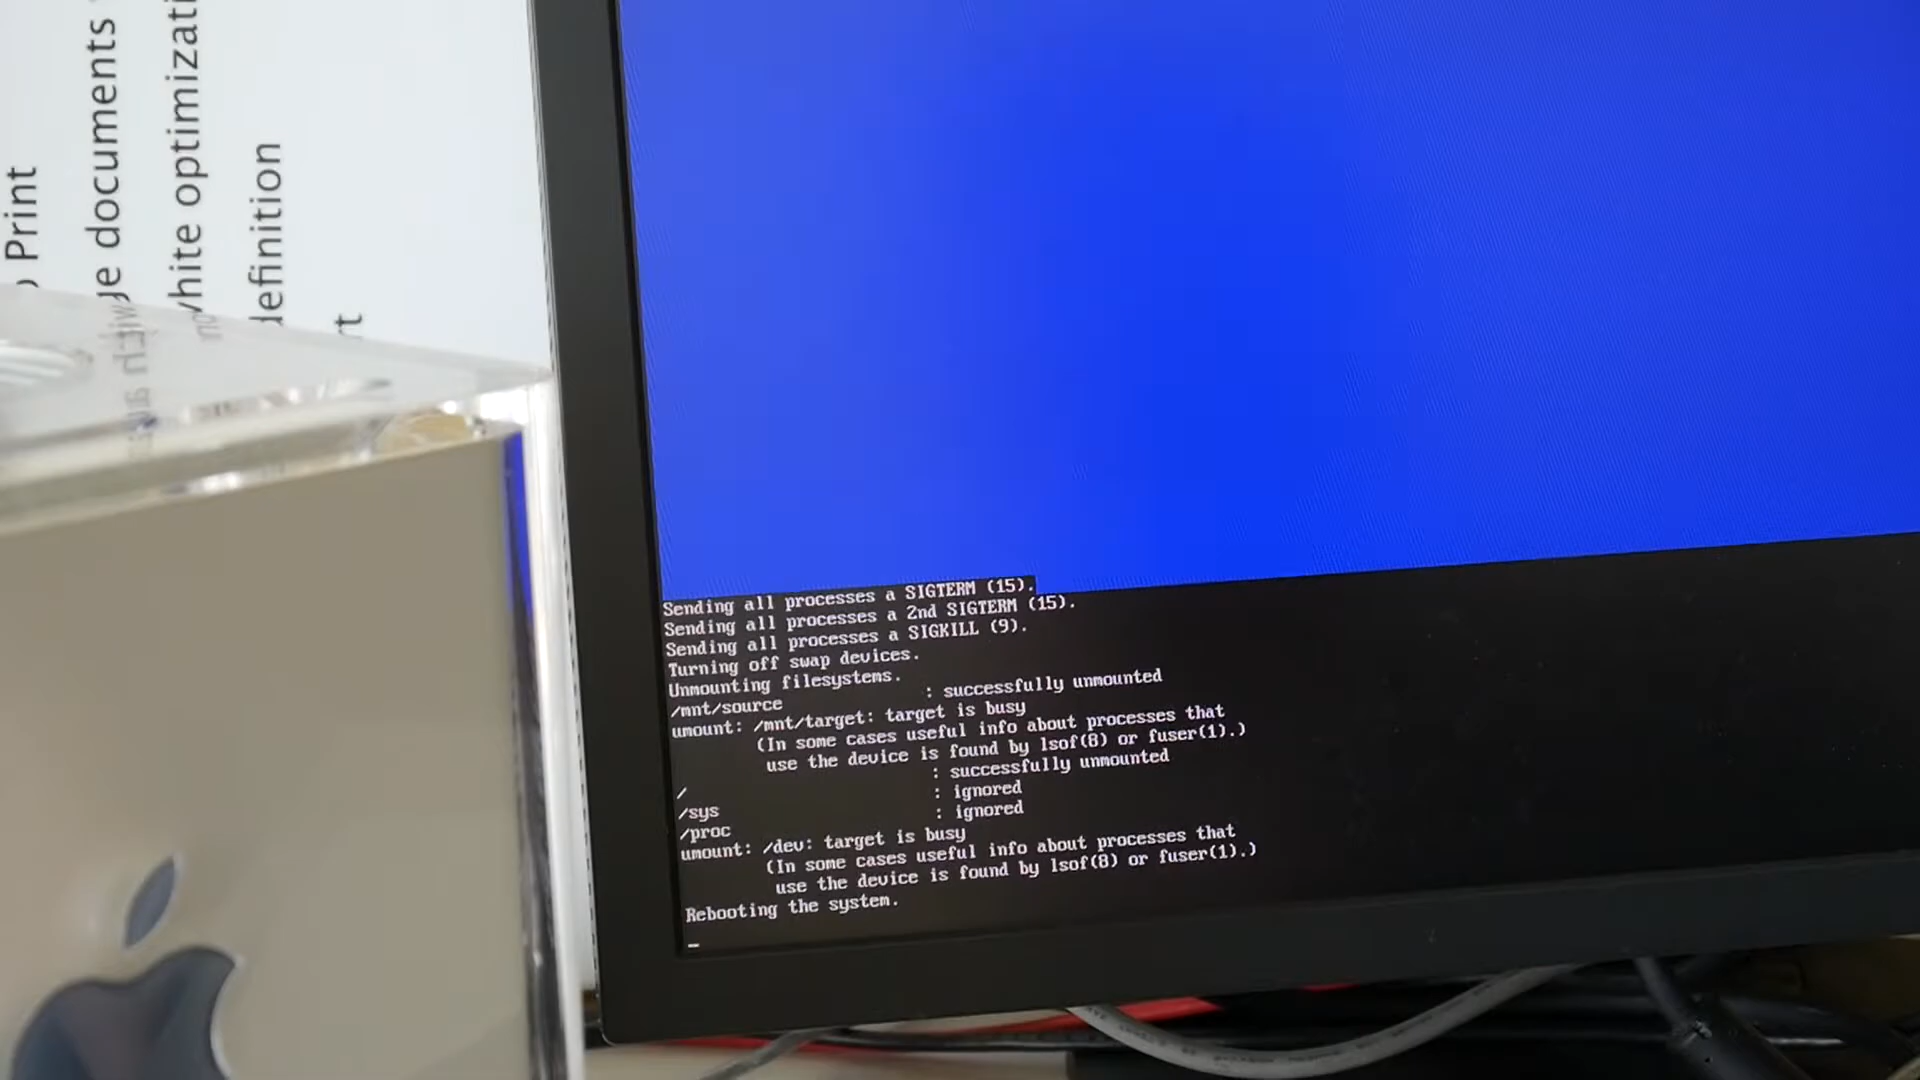 Print
ge documents
white optimizati
definition
rt
Sending all processes a SIGTERM (15).
Sending all processes a 2nd SIGTERM (15).
Sending all processes a SIGKILL (9).
Turning off swap devices.
Unmounting filesystems.
/mnt/source : successfully unmounted
umount: /mnt/target: target is busy
(In some cases useful info about processes that
use the device is found by lsof(8) or fuser(1).)
/ : successfully unmounted
/sys : ignored
/proc : ignored
umount: /dev: target is busy
(In some cases useful info about processes that
use the device is found by lsof(8) or fuser(1).)
Rebooting the system.